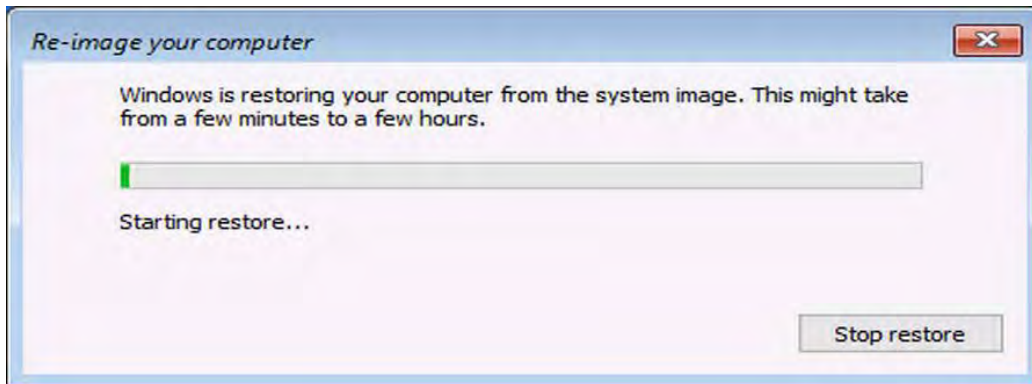 Re-image your computer
Windows is restoring your computer from the system image. This might take
from a few minutes to a few hours.
Starting restore...
Stop restore